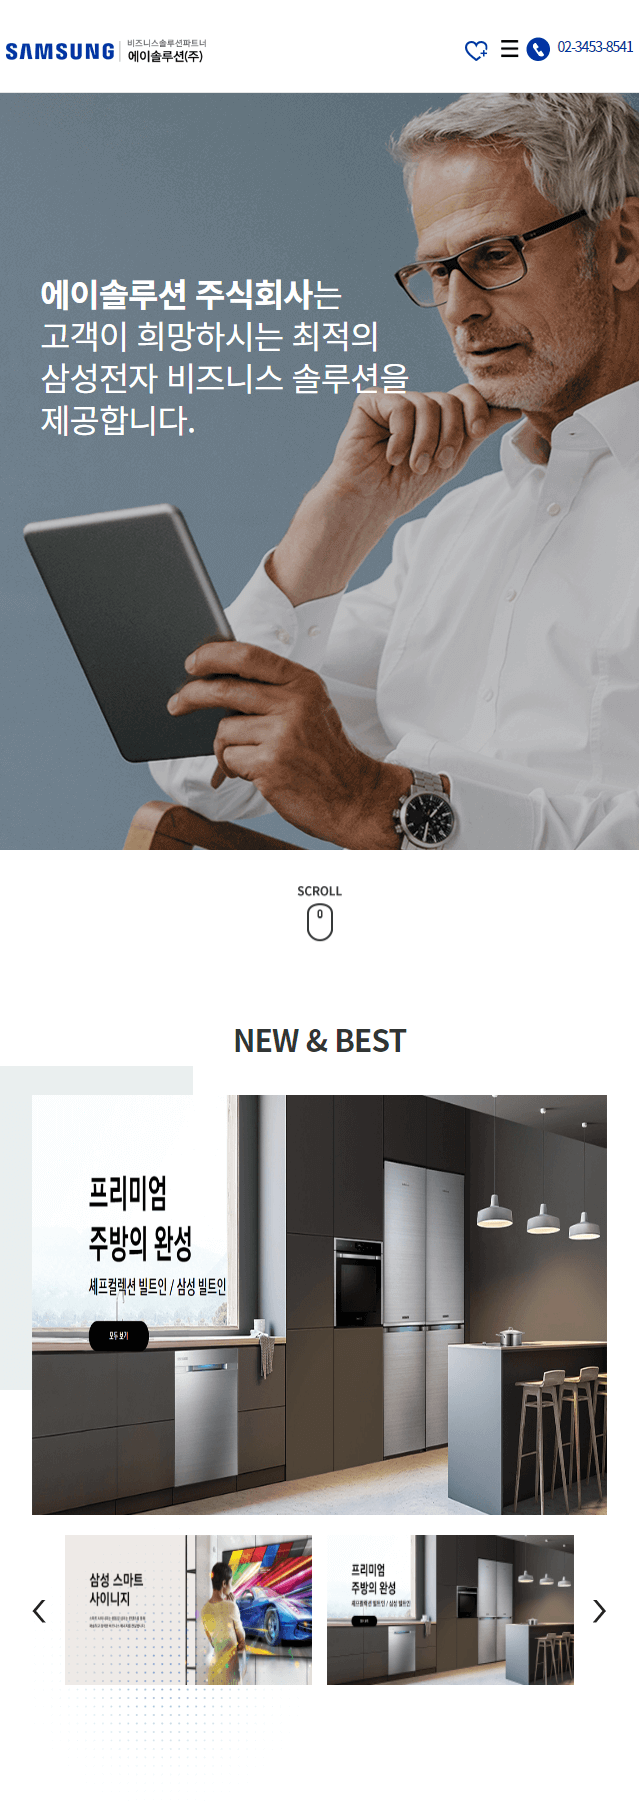 SAMSUNG
비즈니스솔루션파트너
에이솔루션(주)
02-3453-8541
에이솔루션 주식회사는
고객이 희망하시는 최적의
삼성전자 비즈니스 솔루션을
제공합니다.
SCROLL
NEW & BEST
프리미엄
주방의 완성
셰프컬렉션 빌트인 / 삼성 빌트인
모두 보기
삼성 스마트
사이니지
프리미엄
주방의 완성
셰프컬렉션 빌트인 / 삼성 빌트인